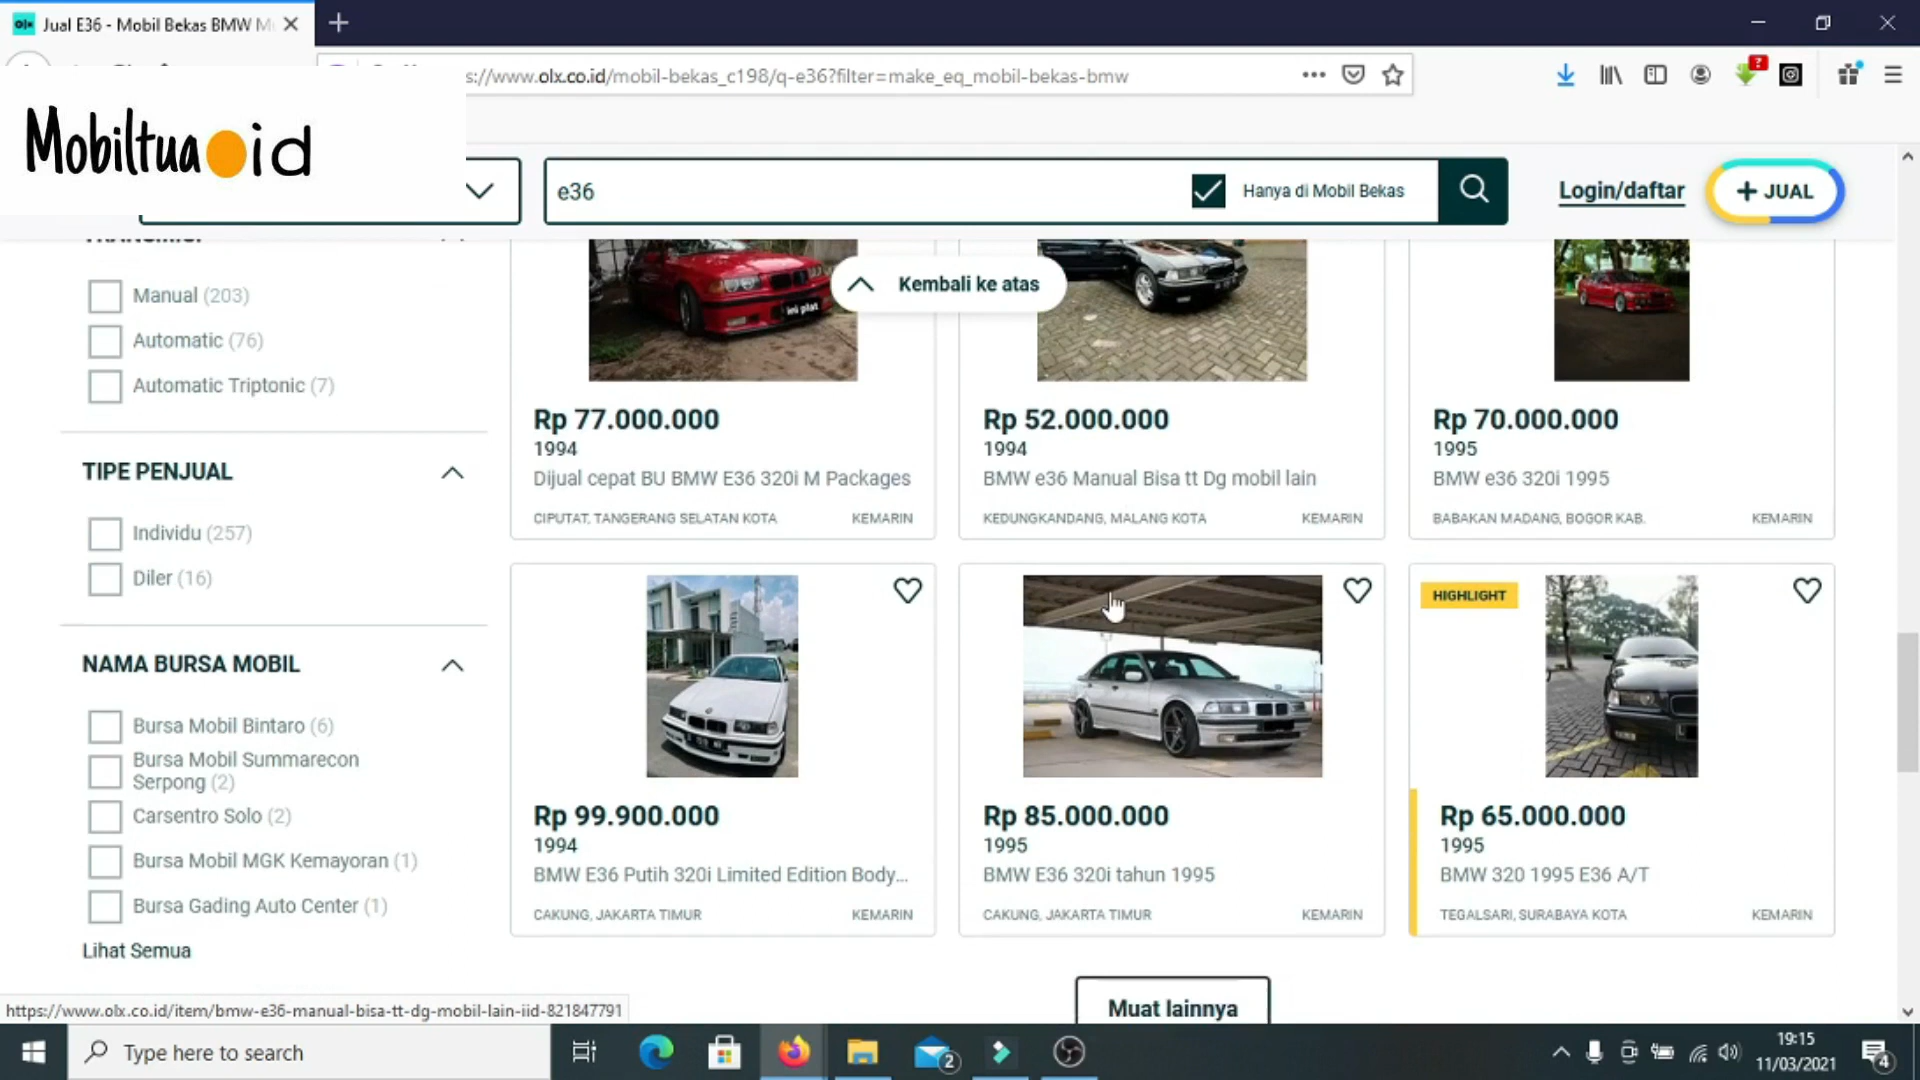 Jual E36 - Mobil Bekas BMW M
s://www.olx.co.id/mobil-bekas_c198/q-e36?filter=make_eq_mobil-bekas-bmw
Mobiltua id
e36
Hanya di Mobil Bekas
Login/daftar
+ JUAL
Kembali ke atas
Manual (203)
Automatic (76)
Automatic Triptonic (7)
TIPE PENJUAL
Individu (257)
Diler (16)
NAMA BURSA MOBIL
Bursa Mobil Bintaro (6)
Bursa Mobil Summarecon
Serpong (2)
Carsentro Solo (2)
Bursa Mobil MGK Kemayoran (1)
Bursa Gading Auto Center (1)
Lihat Semua
ini plat
Rp 77.000.000
1994
Dijual cepat BU BMW E36 320i M Packages
CIPUTAT, TANGERANG SELATAN KOTA
KEMARIN
Rp 52.000.000
1994
BMW e36 Manual Bisa tt Dg mobil lain
KEDUNGKANDANG, MALANG KOTA
KEMARIN
Rp 70.000.000
1995
BMW e36 320i 1995
BABAKAN MADANG, BOGOR KAB.
KEMARIN
Rp 99.900.000
1994
BMW E36 Putih 320i Limited Edition Body...
CAKUNG, JAKARTA TIMUR
KEMARIN
Rp 85.000.000
1995
BMW E36 320i tahun 1995
CAKUNG, JAKARTA TIMUR
KEMARIN
HIGHLIGHT
Rp 65.000.000
1995
BMW 320 1995 E36 A/T
TEGALSARI, SURABAYA KOTA
KEMARIN
Muat lainnya
https://www.olx.co.id/item/bmw-e36-manual-bisa-tt-dg-mobil-lain-iid-821847791
Type here to search
2
19:15
11/03/2021
4